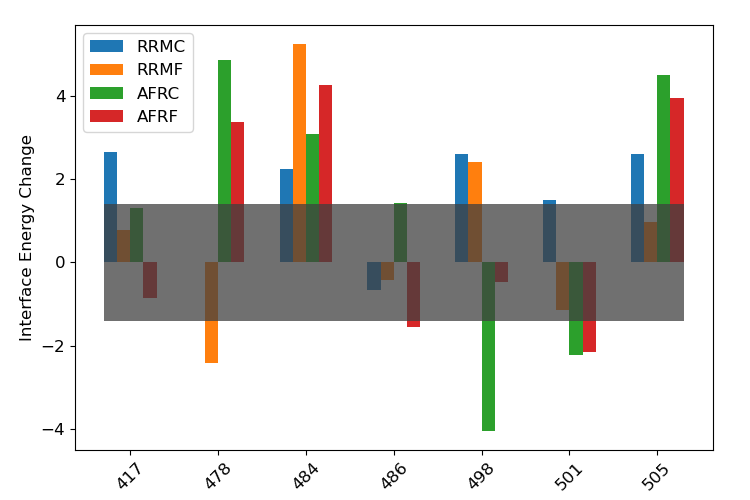 RRMC
RRMF
AFRC
AFRF
Interface Energy Change
4
2
0
−2
−4
417
478
484
486
498
501
505